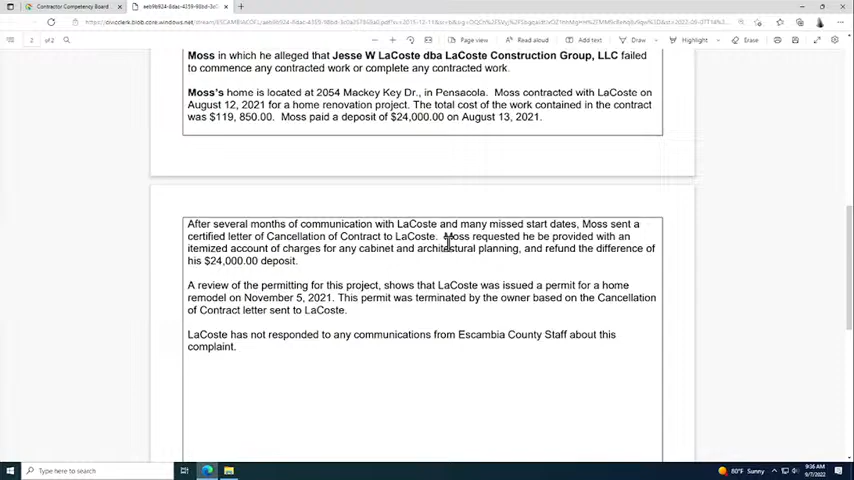 Contractor Competency Board
Page view
Read aloud
Add text
Draw
Highlight
Erase
2 of 2
Moss in which he alleged that Jesse W LaCoste dba LaCoste Construction Group, LLC failed
to commence any contracted work or complete any contracted work.
Moss's home is located at 2054 Mackey Key Dr., in Pensacola. Moss contracted with LaCoste on
August 12, 2021 for a home renovation project. The total cost of the work contained in the contract
was $119, 850.00. Moss paid a deposit of $24,000.00 on August 13, 2021.
After several months of communication with LaCoste and many missed start dates, Moss sent a
certified letter of Cancellation of Contract to LaCoste. Moss requested he be provided with an
itemized account of charges for any cabinet and architectural planning, and refund the difference of
his $24,000.00 deposit.
A review of the permitting for this project, shows that LaCoste was issued a permit for a home
remodel on November 5, 2021. This permit was terminated by the owner based on the Cancellation
of Contract letter sent to LaCoste.
LaCoste has not responded to any communications from Escambia County Staff about this
complaint.
Type here to search
80°F Sunny
9:36 AM
9/7/2022